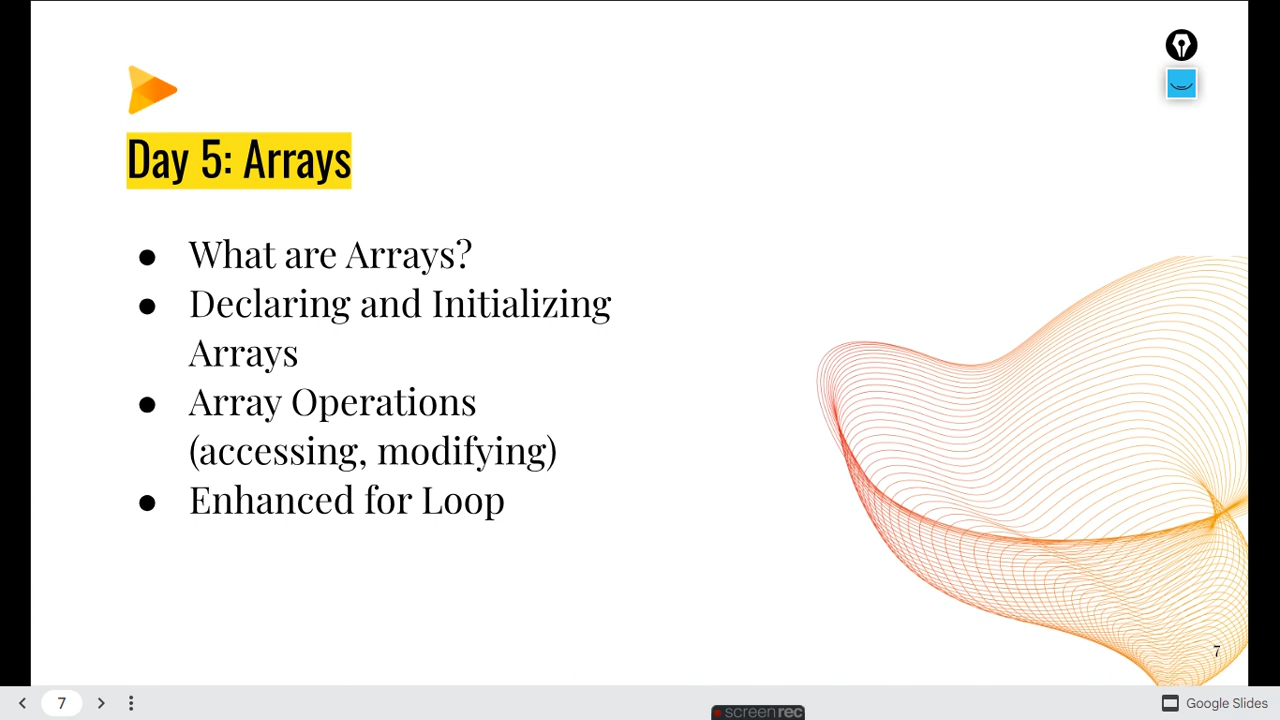 Day 5: Arrays
● What are Arrays?
● Declaring and Initializing
Arrays
● Array Operations
(accessing, modifying)
● Enhanced for Loop
7
7
Google Slides
screenrec